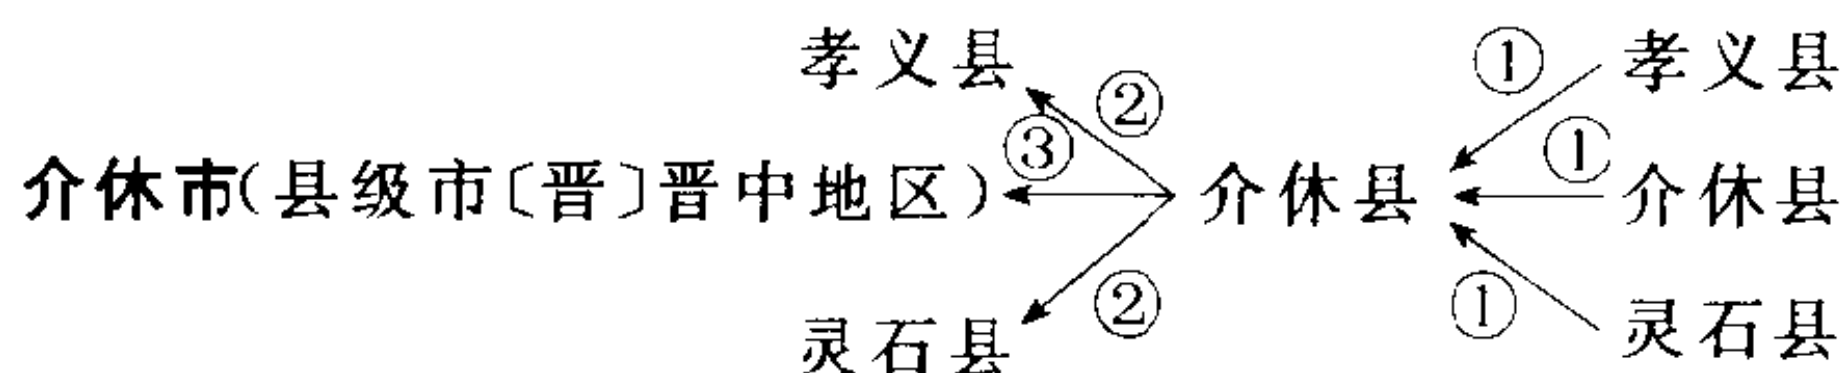 孝义县 ② ① 孝义县
介休市(县级市〔晋〕晋中地区) ③ 介休县 ① 介休县
灵石县 ② ① 灵石县